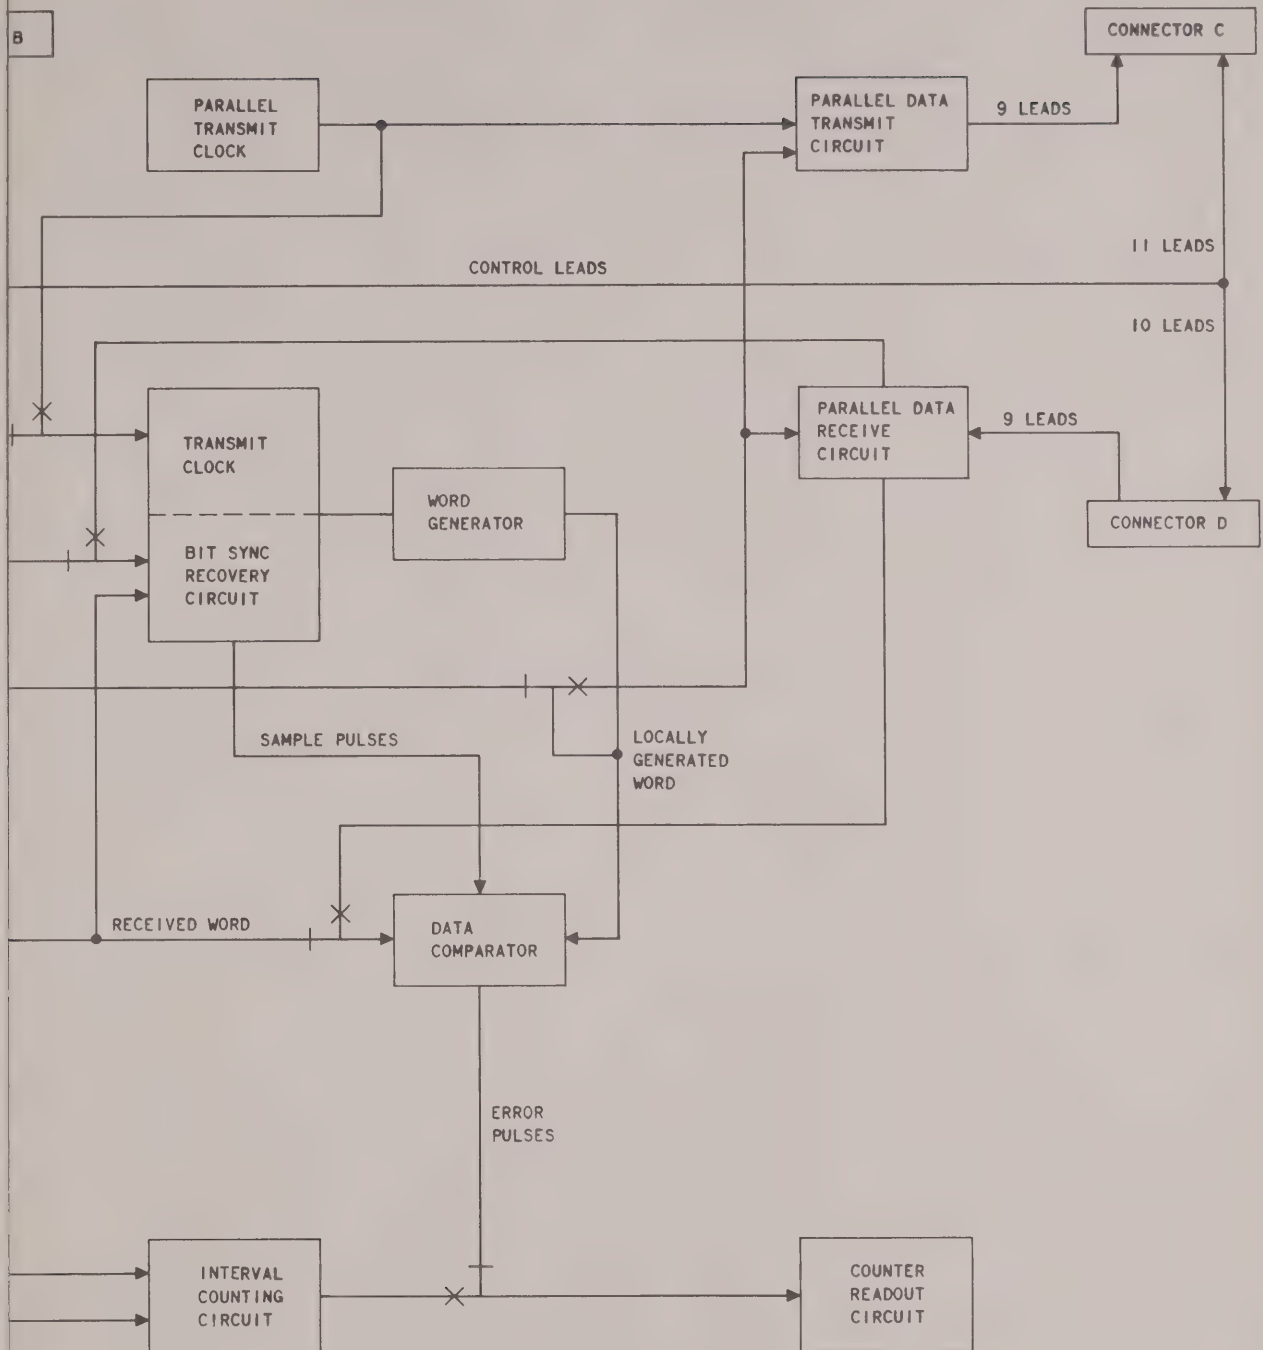 B
CONNECTOR C
PARALLEL
TRANSMIT
CLOCK
PARALLEL DATA
TRANSMIT
CIRCUIT
9 LEADS
11 LEADS
CONTROL LEADS
10 LEADS
TRANSMIT
CLOCK
BIT SYNC
RECOVERY
CIRCUIT
WORD
GENERATOR
PARALLEL DATA
RECEIVE
CIRCUIT
9 LEADS
CONNECTOR D
SAMPLE PULSES
LOCALLY
GENERATED
WORD
RECEIVED WORD
DATA
COMPARATOR
ERROR
PULSES
INTERVAL
COUNTING
CIRCUIT
COUNTER
READOUT
CIRCUIT